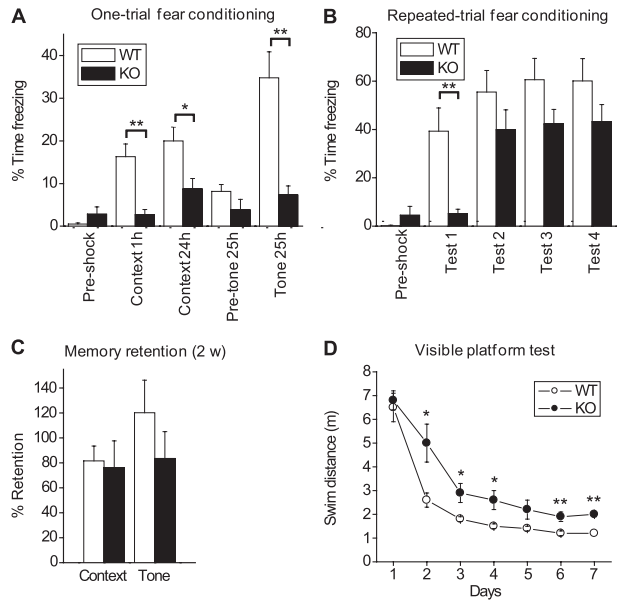 A One-trial fear conditioning
% Time freezing
40
30
20
10
0
WT
KO
**
*
**
Pre-shock
Context 1h
Context 24h
Pre-tone 25h
Tone 25h
B Repeated-trial fear conditioning
% Time freezing
80
60
40
20
0
WT
KO
**
Pre-shock
Test 1
Test 2
Test 3
Test 4
C Memory retention (2 w)
% Retention
140
120
100
80
60
40
20
0
Context Tone
D Visible platform test
Swim distance (m)
8
7
6
5
4
3
2
1
0
WT
KO
*
*
*
**
**
1 2 3 4 5 6 7
Days